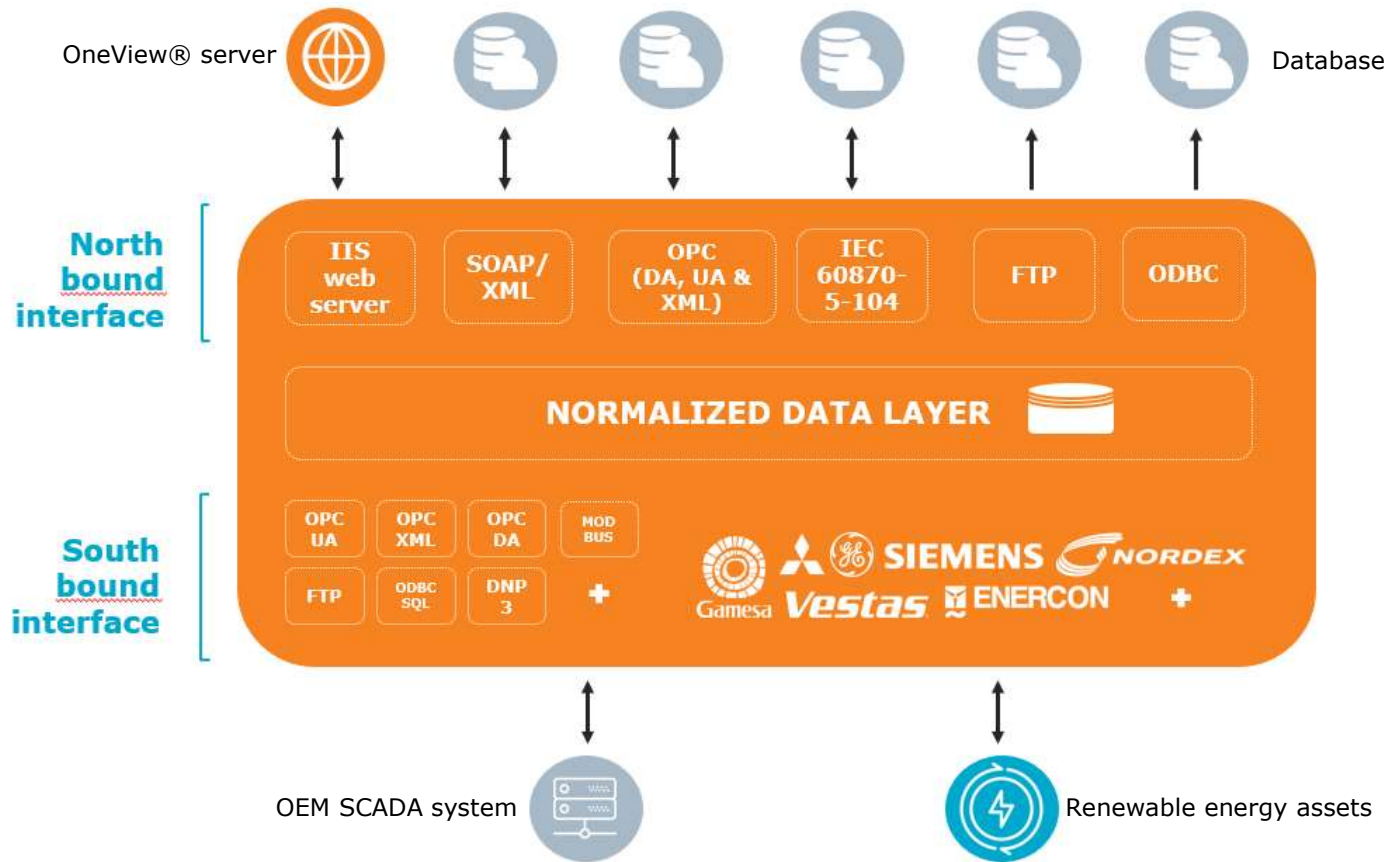 OneView® server
Database
North
bound
interface
IIS
web
server
SOAP/
XML
OPC
(DA, UA &
XML)
IEC
60870-
5-104
FTP
ODBC
NORMALIZED DATA LAYER
South
bound
interface
OPC
UA
OPC
XML
OPC
DA
MOD
BUS
FTP
ODBC
SQL
DNP
3
Gamesa
GE
SIEMENS
NORDEX
Vestas
ENERCON
OEM SCADA system
Renewable energy assets